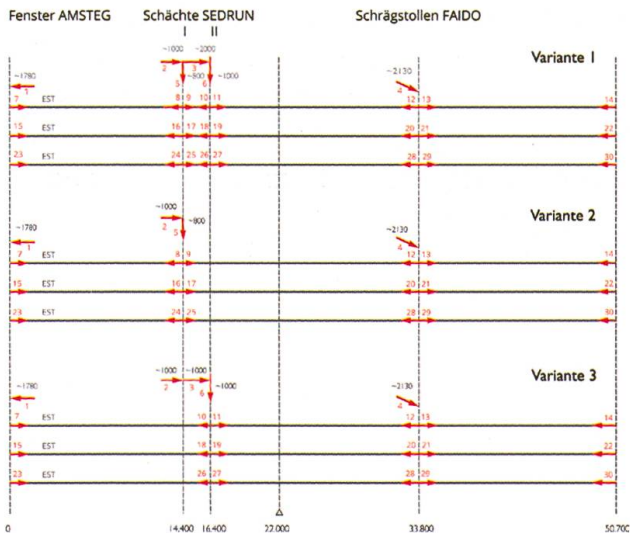 Fenster AMSTEG Schächte SEDRUN Schrägstollen FAIDO
I II
~1000 ~2000 Variante 1
2 3
~1780 5 ~800 6 ~1000 ~2130
1 4
7 EST 8 9 10 11 12 13 14
15 EST 16 17 18 19 20 21 22
23 EST 24 25 26 27 28 29 30
~1000 Variante 2
2 ~800
~1780 5 ~2130
1 4
7 EST 8 9 12 13 14
15 EST 16 17 20 21 22
23 EST 24 25 28 29 30
~1000 ~1000 Variante 3
2 3
~1780 6 ~1000 ~2130
1 4
7 EST 10 11 12 13 14
15 EST 18 19 20 21 22
23 EST 26 27 28 29 30
0 14.400 16.400 22.000 33.800 50.700